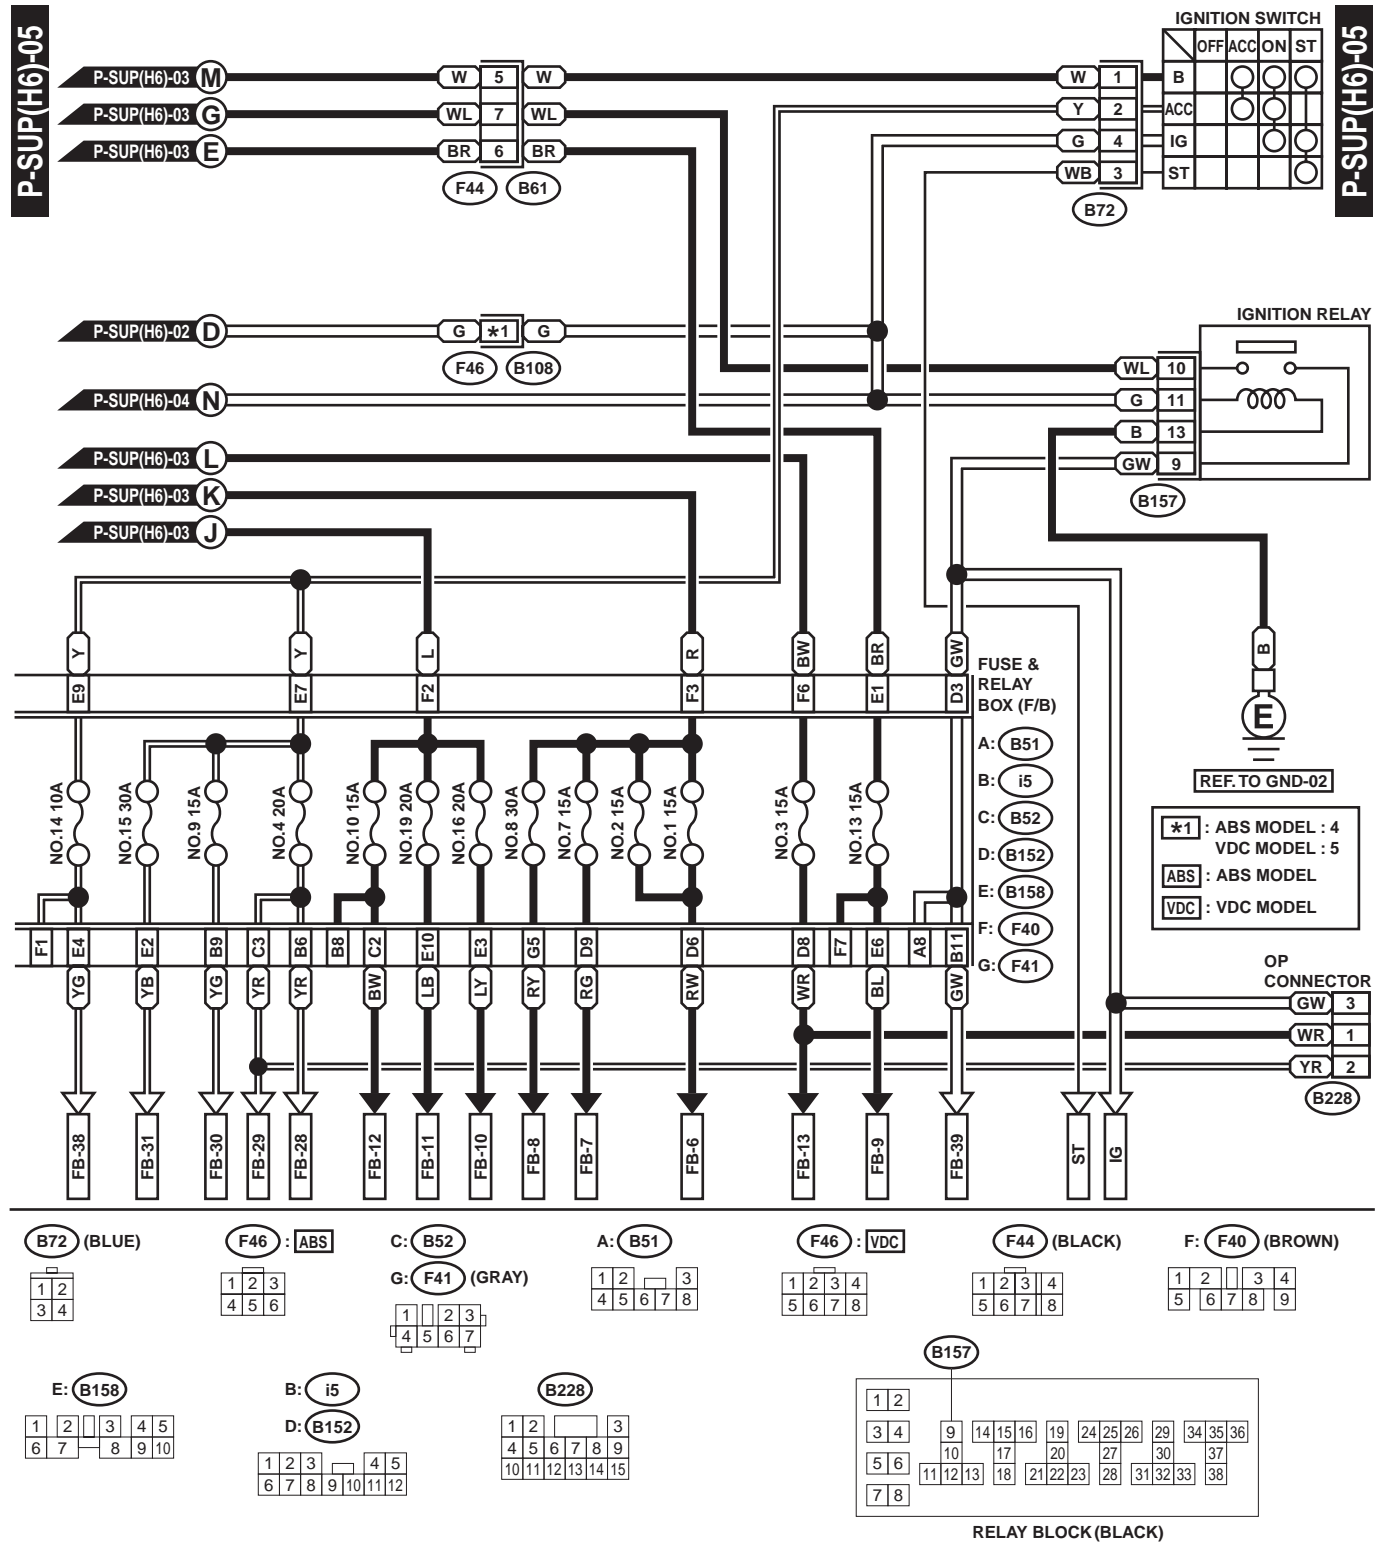 P-SUP(H6)-05
P-SUP(H6)-05
IGNITION SWITCH
OFF ACC ON ST
B
ACC
IG
ST
P-SUP(H6)-03 M W 5 W W 1
P-SUP(H6)-03 G WL 7 WL Y 2
P-SUP(H6)-03 E BR 6 BR G 4
WB 3
F44 B61
B72
IGNITION RELAY
P-SUP(H6)-02 D G *1 G
F46 B108
WL 10
P-SUP(H6)-04 N G 11
B 13
P-SUP(H6)-03 L GW 9
P-SUP(H6)-03 K
B157
P-SUP(H6)-03 J
Y Y L R BW BR GW B
E9 E7 F2 F3 F6 E1 D3
FUSE &
RELAY
BOX (F/B)
E
REF. TO GND-02
A: B51
B: i5
C: B52
D: B152
E: B158
F: F40
G: F41
NO.14 10A
NO.15 30A
NO.9 15A
NO.4 20A
NO.10 15A
NO.19 20A
NO.16 20A
NO.8 30A
NO.7 15A
NO.2 15A
NO.1 15A
NO.3 15A
NO.13 15A
*1 : ABS MODEL : 4
VDC MODEL : 5
ABS : ABS MODEL
VDC : VDC MODEL
F1 E4 E2 B9 C3 B6 B8 C2 E10 E3 G5 D9 D6 D8 F7 E6 A8 B11
YG YB YG YR YR BW LB LY RY RG RW WR BL GW
OP
CONNECTOR
GW 3
WR 1
YR 2
B228
FB-38 FB-31 FB-30 FB-29 FB-28 FB-12 FB-11 FB-10 FB-8 FB-7 FB-6 FB-13 FB-9 FB-39 ST IG
B72 (BLUE)
1 2
3 4
F46 : ABS
1 2 3
4 5 6
C: B52
G: F41 (GRAY)
1 2 3
4 5 6 7
A: B51
1 2 3
4 5 6 7 8
F46 : VDC
1 2 3 4
5 6 7 8
F44 (BLACK)
1 2 3 4
5 6 7 8
F: F40 (BROWN)
1 2 3 4
5 6 7 8 9
E: B158
1 2 3 4 5
6 7 8 9 10
B: i5
D: B152
1 2 3 4 5
6 7 8 9 10 11 12
B228
1 2 3
4 5 6 7 8 9
10 11 12 13 14 15
B157
1 2
3 4 9 14 15 16 19 24 25 26 29 34 35 36
10 17 20 27 30 37
5 6 11 12 13 18 21 22 23 28 31 32 33 38
7 8
RELAY BLOCK (BLACK)